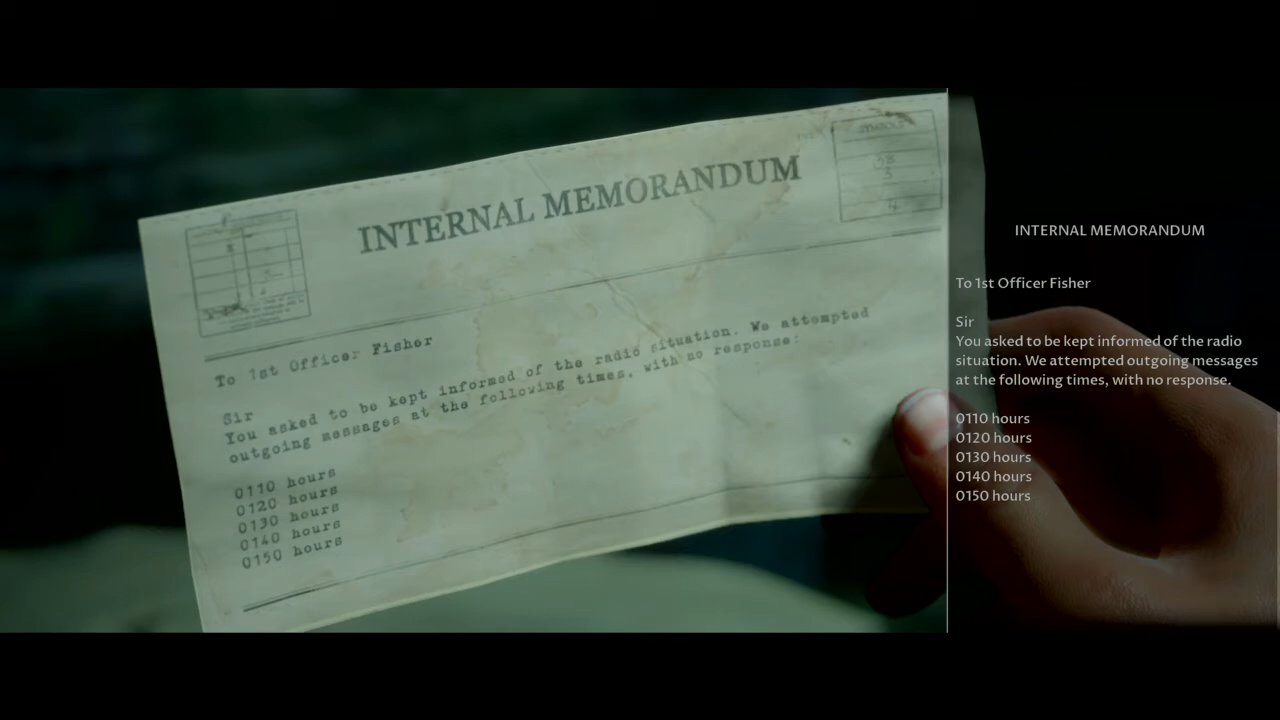 INTERNAL MEMORANDUM
To 1st Officer Fisher
Sir
You asked to be kept informed of the radio situation. We attempted
outgoing messages at the following times, with no response:
0110 hours
0120 hours
0130 hours
0140 hours
0150 hours
INTERNAL MEMORANDUM
To 1st Officer Fisher
Sir
You asked to be kept informed of the radio
situation. We attempted outgoing messages
at the following times, with no response.
0110 hours
0120 hours
0130 hours
0140 hours
0150 hours